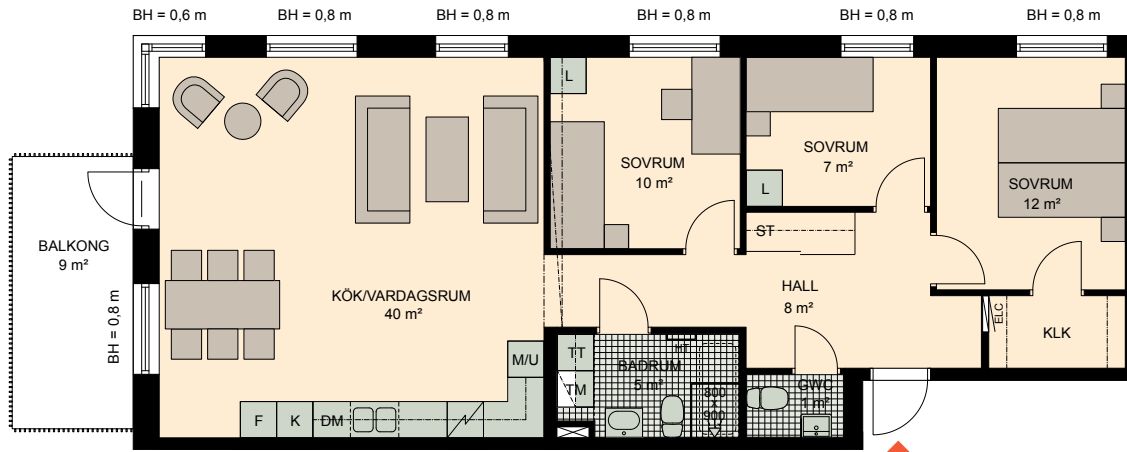 BH = 0,6 m
BH = 0,8 m
BH = 0,8 m
BH = 0,8 m
BH = 0,8 m
BH = 0,8 m
L
SOVRUM
10 m²
SOVRUM
7 m²
L
SOVRUM
12 m²
ST
BALKONG
9 m²
BH = 0,8 m
KÖK/VARDAGSRUM
40 m²
HALL
8 m²
ELC
KLK
M/U
TT
HT
BADRUM
5 m²
TM
800
x
900
GWC
1 m²
F
K
DM